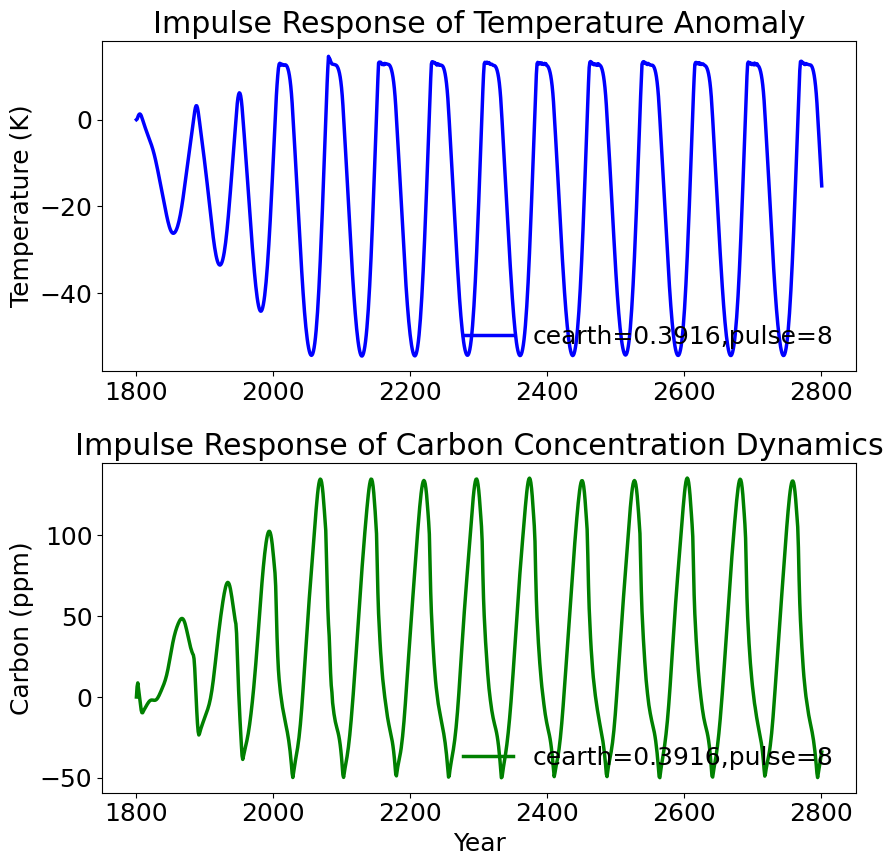 Impulse Response of Temperature Anomaly
Temperature (K)
0
−20
−40
cearth=0.3916,pulse=8
1800
2000
2200
2400
2600
2800
Impulse Response of Carbon Concentration Dynamics
Carbon (ppm)
100
50
0
−50
cearth=0.3916,pulse=8
1800
2000
2200
2400
2600
2800
Year